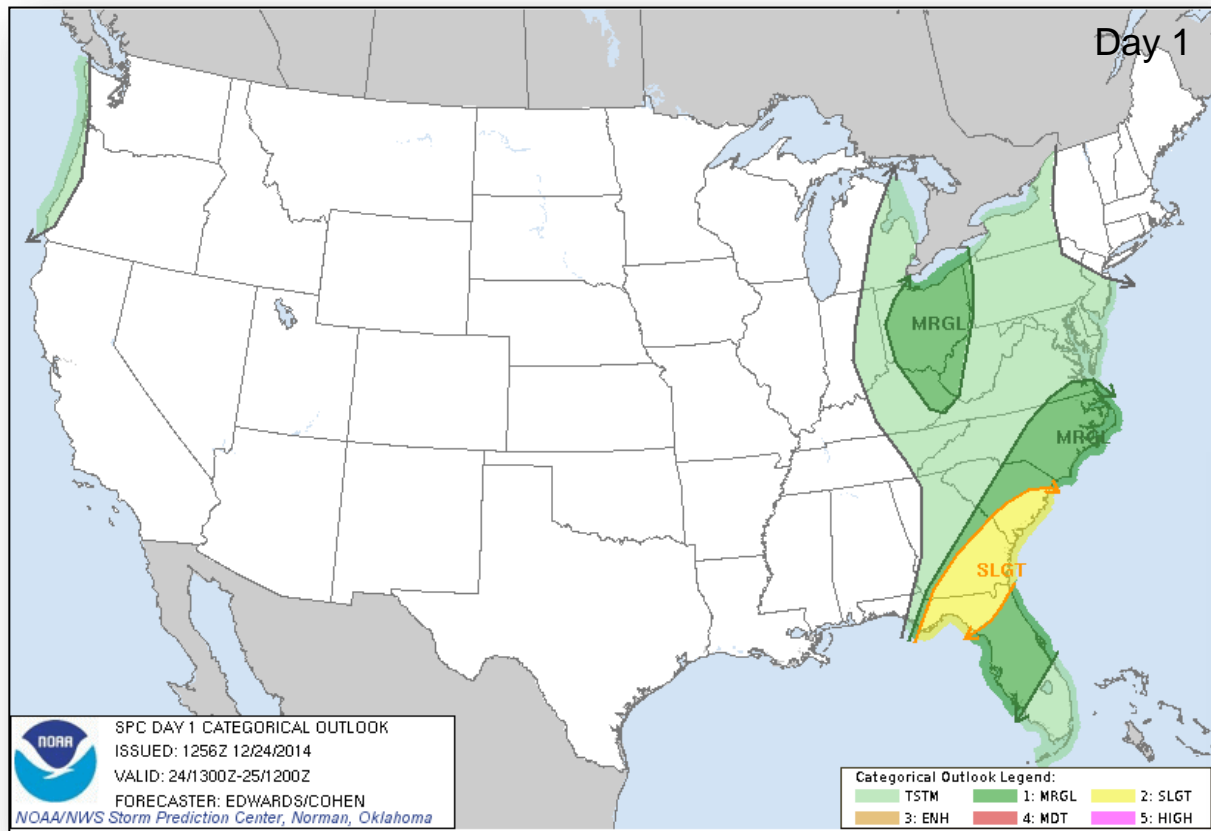 Day 1
MRGL
MRGL
SLGT
NOAA
SPC DAY 1 CATEGORICAL OUTLOOK
ISSUED: 1256Z 12/24/2014
VALID: 24/1300Z-25/1200Z
FORECASTER: EDWARDS/COHEN
NOAA/NWS Storm Prediction Center, Norman, Oklahoma
Categorical Outlook Legend:
TSTM 1: MRGL 2: SLGT
3: ENH 4: MDT 5: HIGH